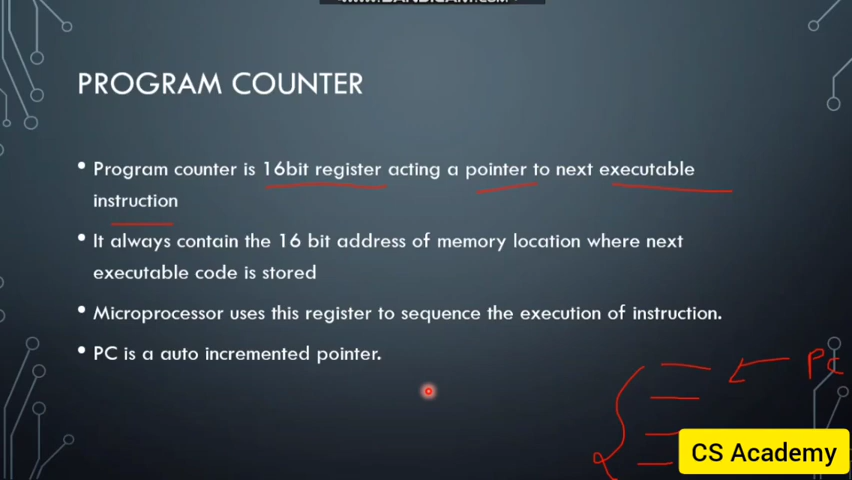 PROGRAM COUNTER
• Program counter is 16bit register acting a pointer to next executable
instruction
• It always contain the 16 bit address of memory location where next
executable code is stored
• Microprocessor uses this register to sequence the execution of instruction.
• PC is a auto incremented pointer.
PC
CS Academy